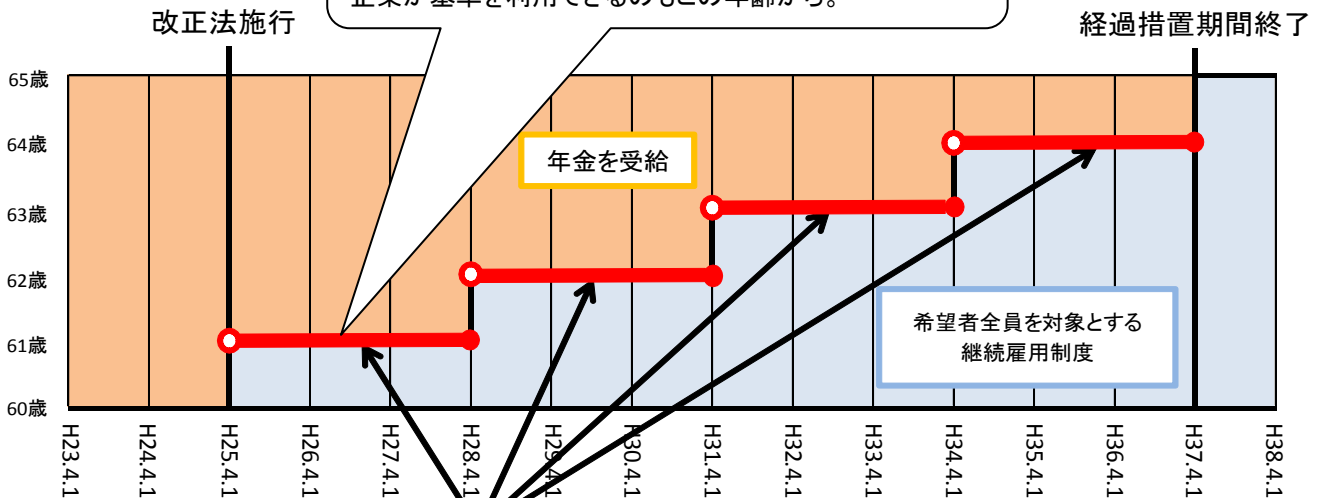 企業が基準を利用できるのもこの年齢から。
改正法施行
経過措置期間終了
65歳
64歳
63歳
62歳
61歳
60歳
年金を受給
希望者全員を対象とする
継続雇用制度
H23.4.1
H24.4.1
H25.4.1
H26.4.1
H27.4.1
H28.4.1
H29.4.1
H30.4.1
H31.4.1
H32.4.1
H33.4.1
H34.4.1
H35.4.1
H36.4.1
H37.4.1
H38.4.1